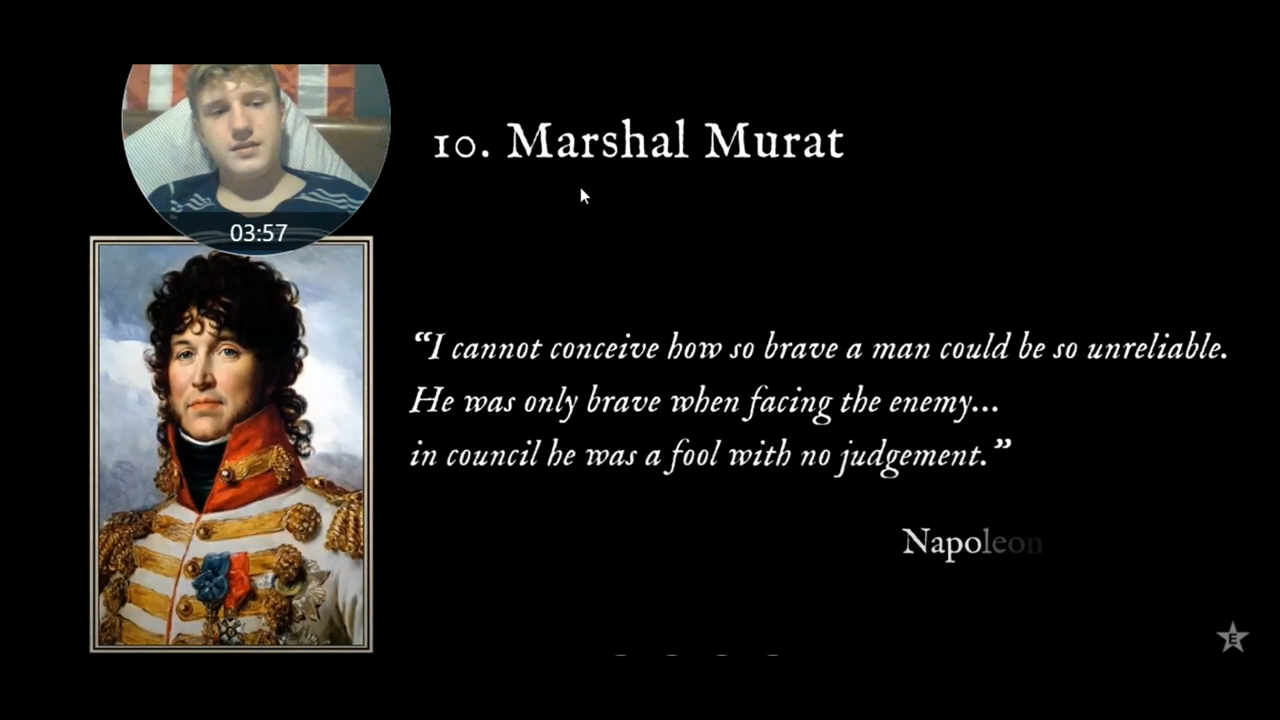 10. Marshal Murat
03:57
“I cannot conceive how so brave a man could be so unreliable.
He was only brave when facing the enemy...
in council he was a fool with no judgement.”
Napoleon
E